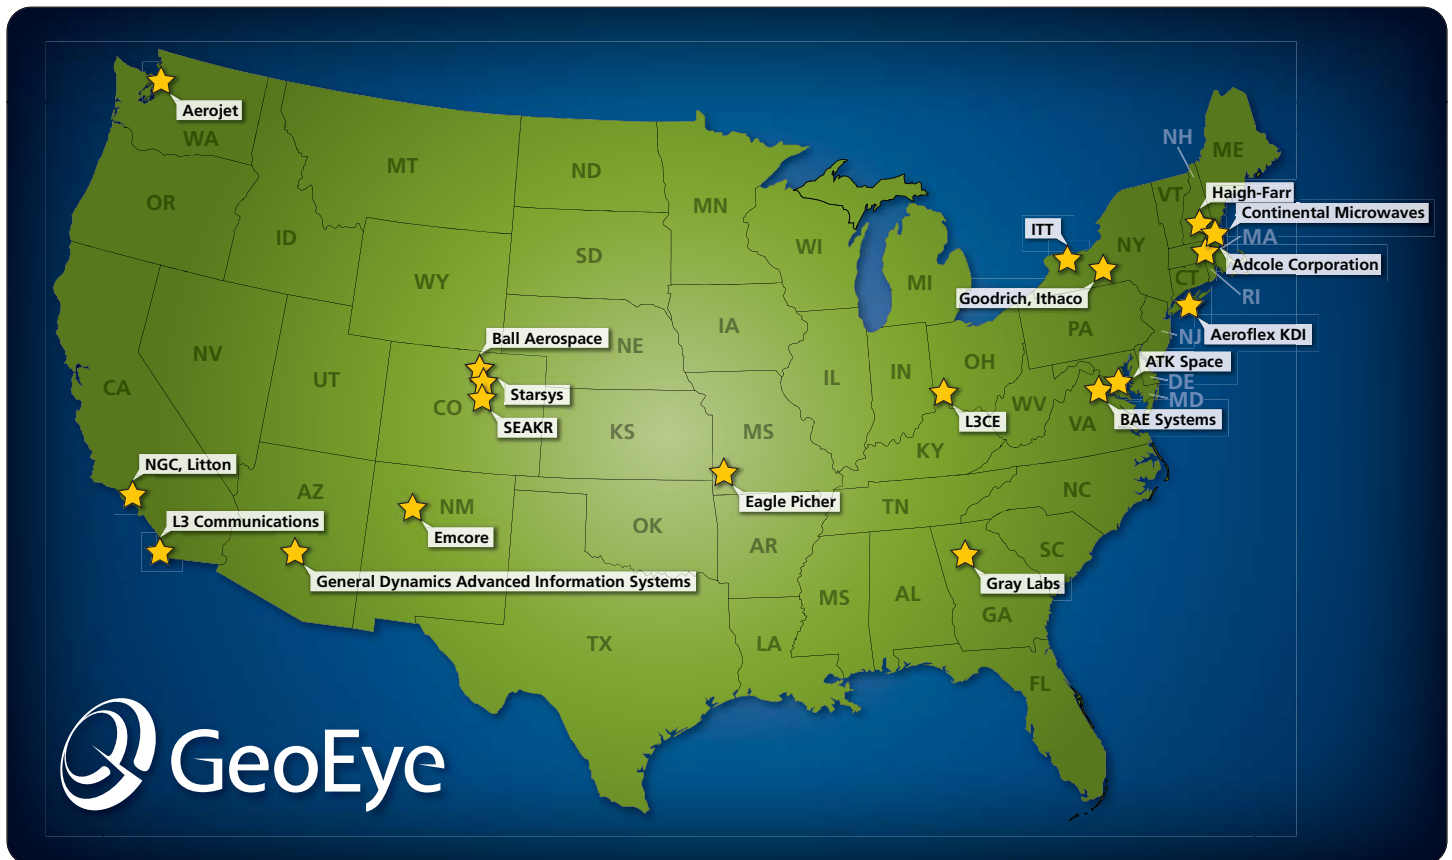 NH
ME
Aerojet
WA
MT
ND
VT
Haigh-Farr
OR
MN
Continental Microwaves
ITT
MA
ID
WI
NY
SD
Adcole Corporation
WY
MI
CT
Goodrich, Ithaco
RI
IA
PA
Ball Aerospace
NE
NJ
Aeroflex KDI
NV
OH
ATK Space
UT
IL
IN
DE
CA
Starsys
MD
CO
WV
SEAKR
L3CE
VA
BAE Systems
KS
MS
KY
NGC, Litton
AZ
NC
Eagle Picher
NM
TN
L3 Communications
OK
Emcore
AR
SC
General Dynamics Advanced Information Systems
Gray Labs
MS
AL
GA
TX
LA
FL
GeoEye